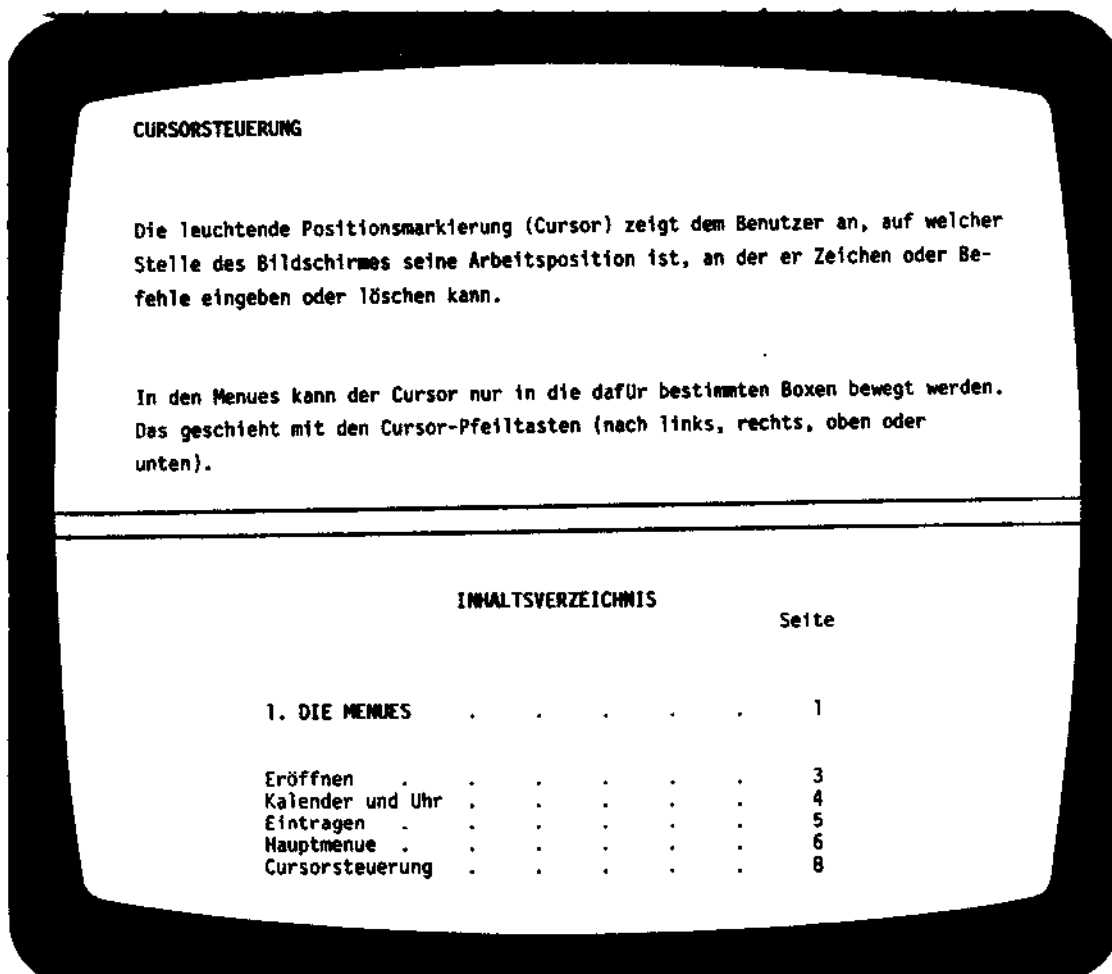 CURSORSTEUERUNG
Die leuchtende Positionsmarkierung (Cursor) zeigt dem Benutzer an, auf welcher
Stelle des Bildschirmes seine Arbeitsposition ist, an der er Zeichen oder Be-
fehle eingeben oder löschen kann.
In den Menues kann der Cursor nur in die dafür bestimmten Boxen bewegt werden.
Das geschieht mit den Cursor-Pfeiltasten (nach links, rechts, oben oder
unten).
INHALTSVERZEICHNIS
Seite
1. DIE MENUES . . . . . 1
Eröffnen . . . . . . 3
Kalender und Uhr . . . . . 4
Eintragen . . . . . . 5
Hauptmenue . . . . . . 6
Cursorsteuerung . . . . . 8